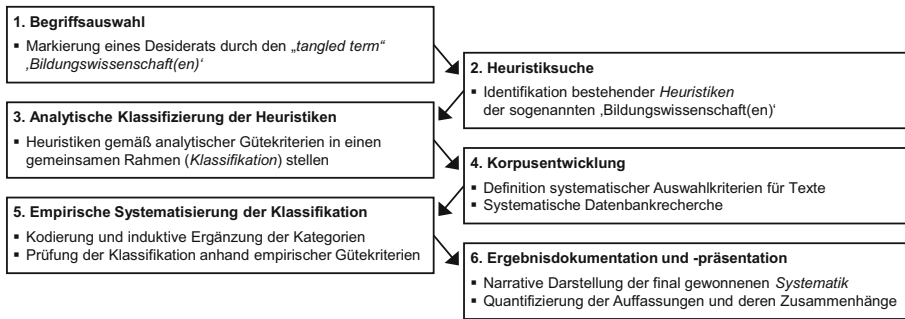 1. Begriffsauswahl
▪ Markierung eines Desiderats durch den „tangled term“
‚Bildungswissenschaft(en)‘
2. Heuristiksuche
▪ Identifikation bestehender Heuristiken
der sogenannten ‚Bildungswissenschaft(en)‘
3. Analytische Klassifizierung der Heuristiken
▪ Heuristiken gemäß analytischer Gütekriterien in einen
gemeinsamen Rahmen (Klassifikation) stellen
4. Korpusentwicklung
▪ Definition systematischer Auswahlkriterien für Texte
▪ Systematische Datenbankrecherche
5. Empirische Systematisierung der Klassifikation
▪ Kodierung und induktive Ergänzung der Kategorien
▪ Prüfung der Klassifikation anhand empirischer Gütekriterien
6. Ergebnisdokumentation und -präsentation
▪ Narrative Darstellung der final gewonnenen Systematik
▪ Quantifizierung der Auffassungen und deren Zusammenhänge